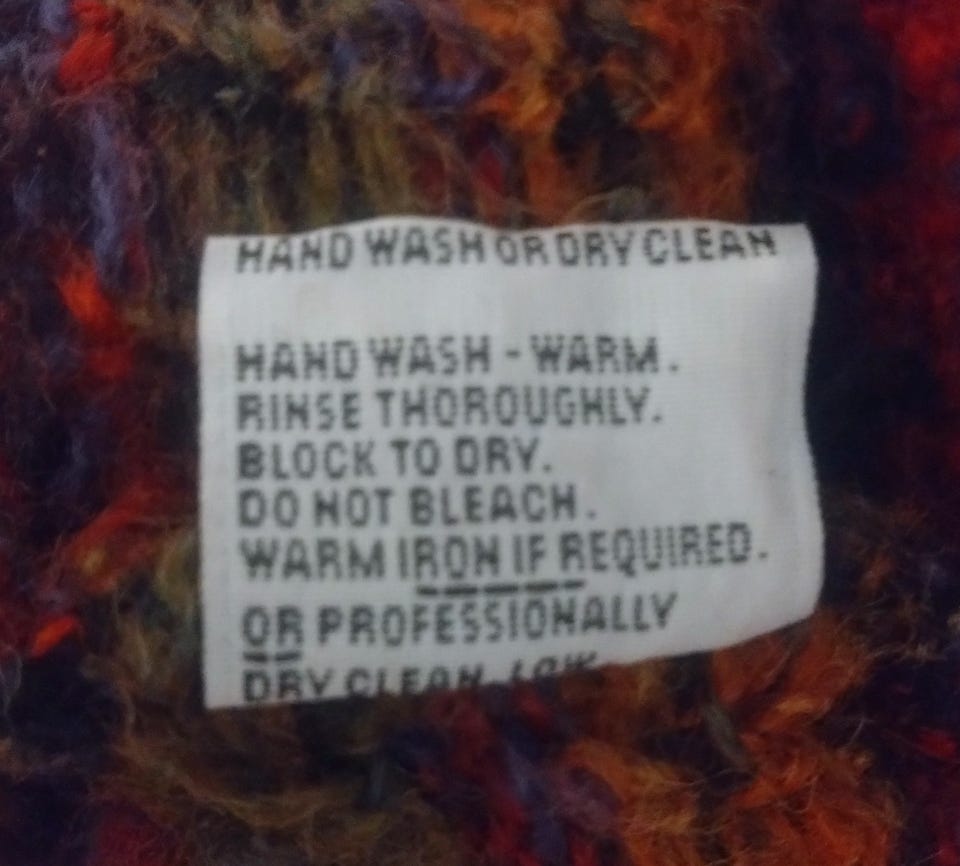 HAND WASH OR DRY CLEAN
HAND WASH - WARM.
RINSE THOROUGHLY.
BLOCK TO DRY.
DO NOT BLEACH.
WARM IRON IF REQUIRED.
OR PROFESSIONALLY
DRY CLEAN. LOW